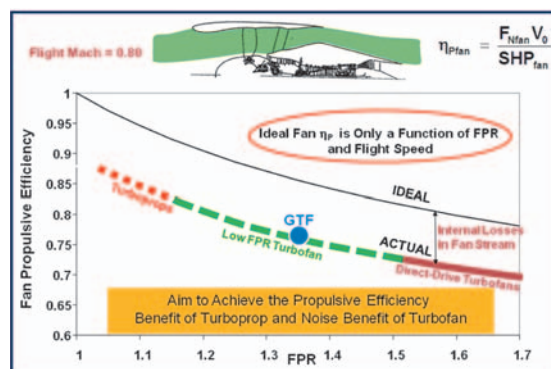 Flight Mach = 0.80
ηPfan = FNfan V0
SHPfan
1
0.95
0.9
0.85
0.8
0.75
0.7
0.65
0.6
Fan Propulsive Efficiency
Ideal Fan ηP is Only a Function of FPR
and Flight Speed
IDEAL
Turboprops
GTF
Low FPR Turbofan
ACTUAL
Internal Losses
in Fan Stream
Direct-Drive Turbofans
Aim to Achieve the Propulsive Efficiency
Benefit of Turboprop and Noise Benefit of Turbofan
1 1.1 1.2 1.3 1.4 1.5 1.6 1.7
FPR